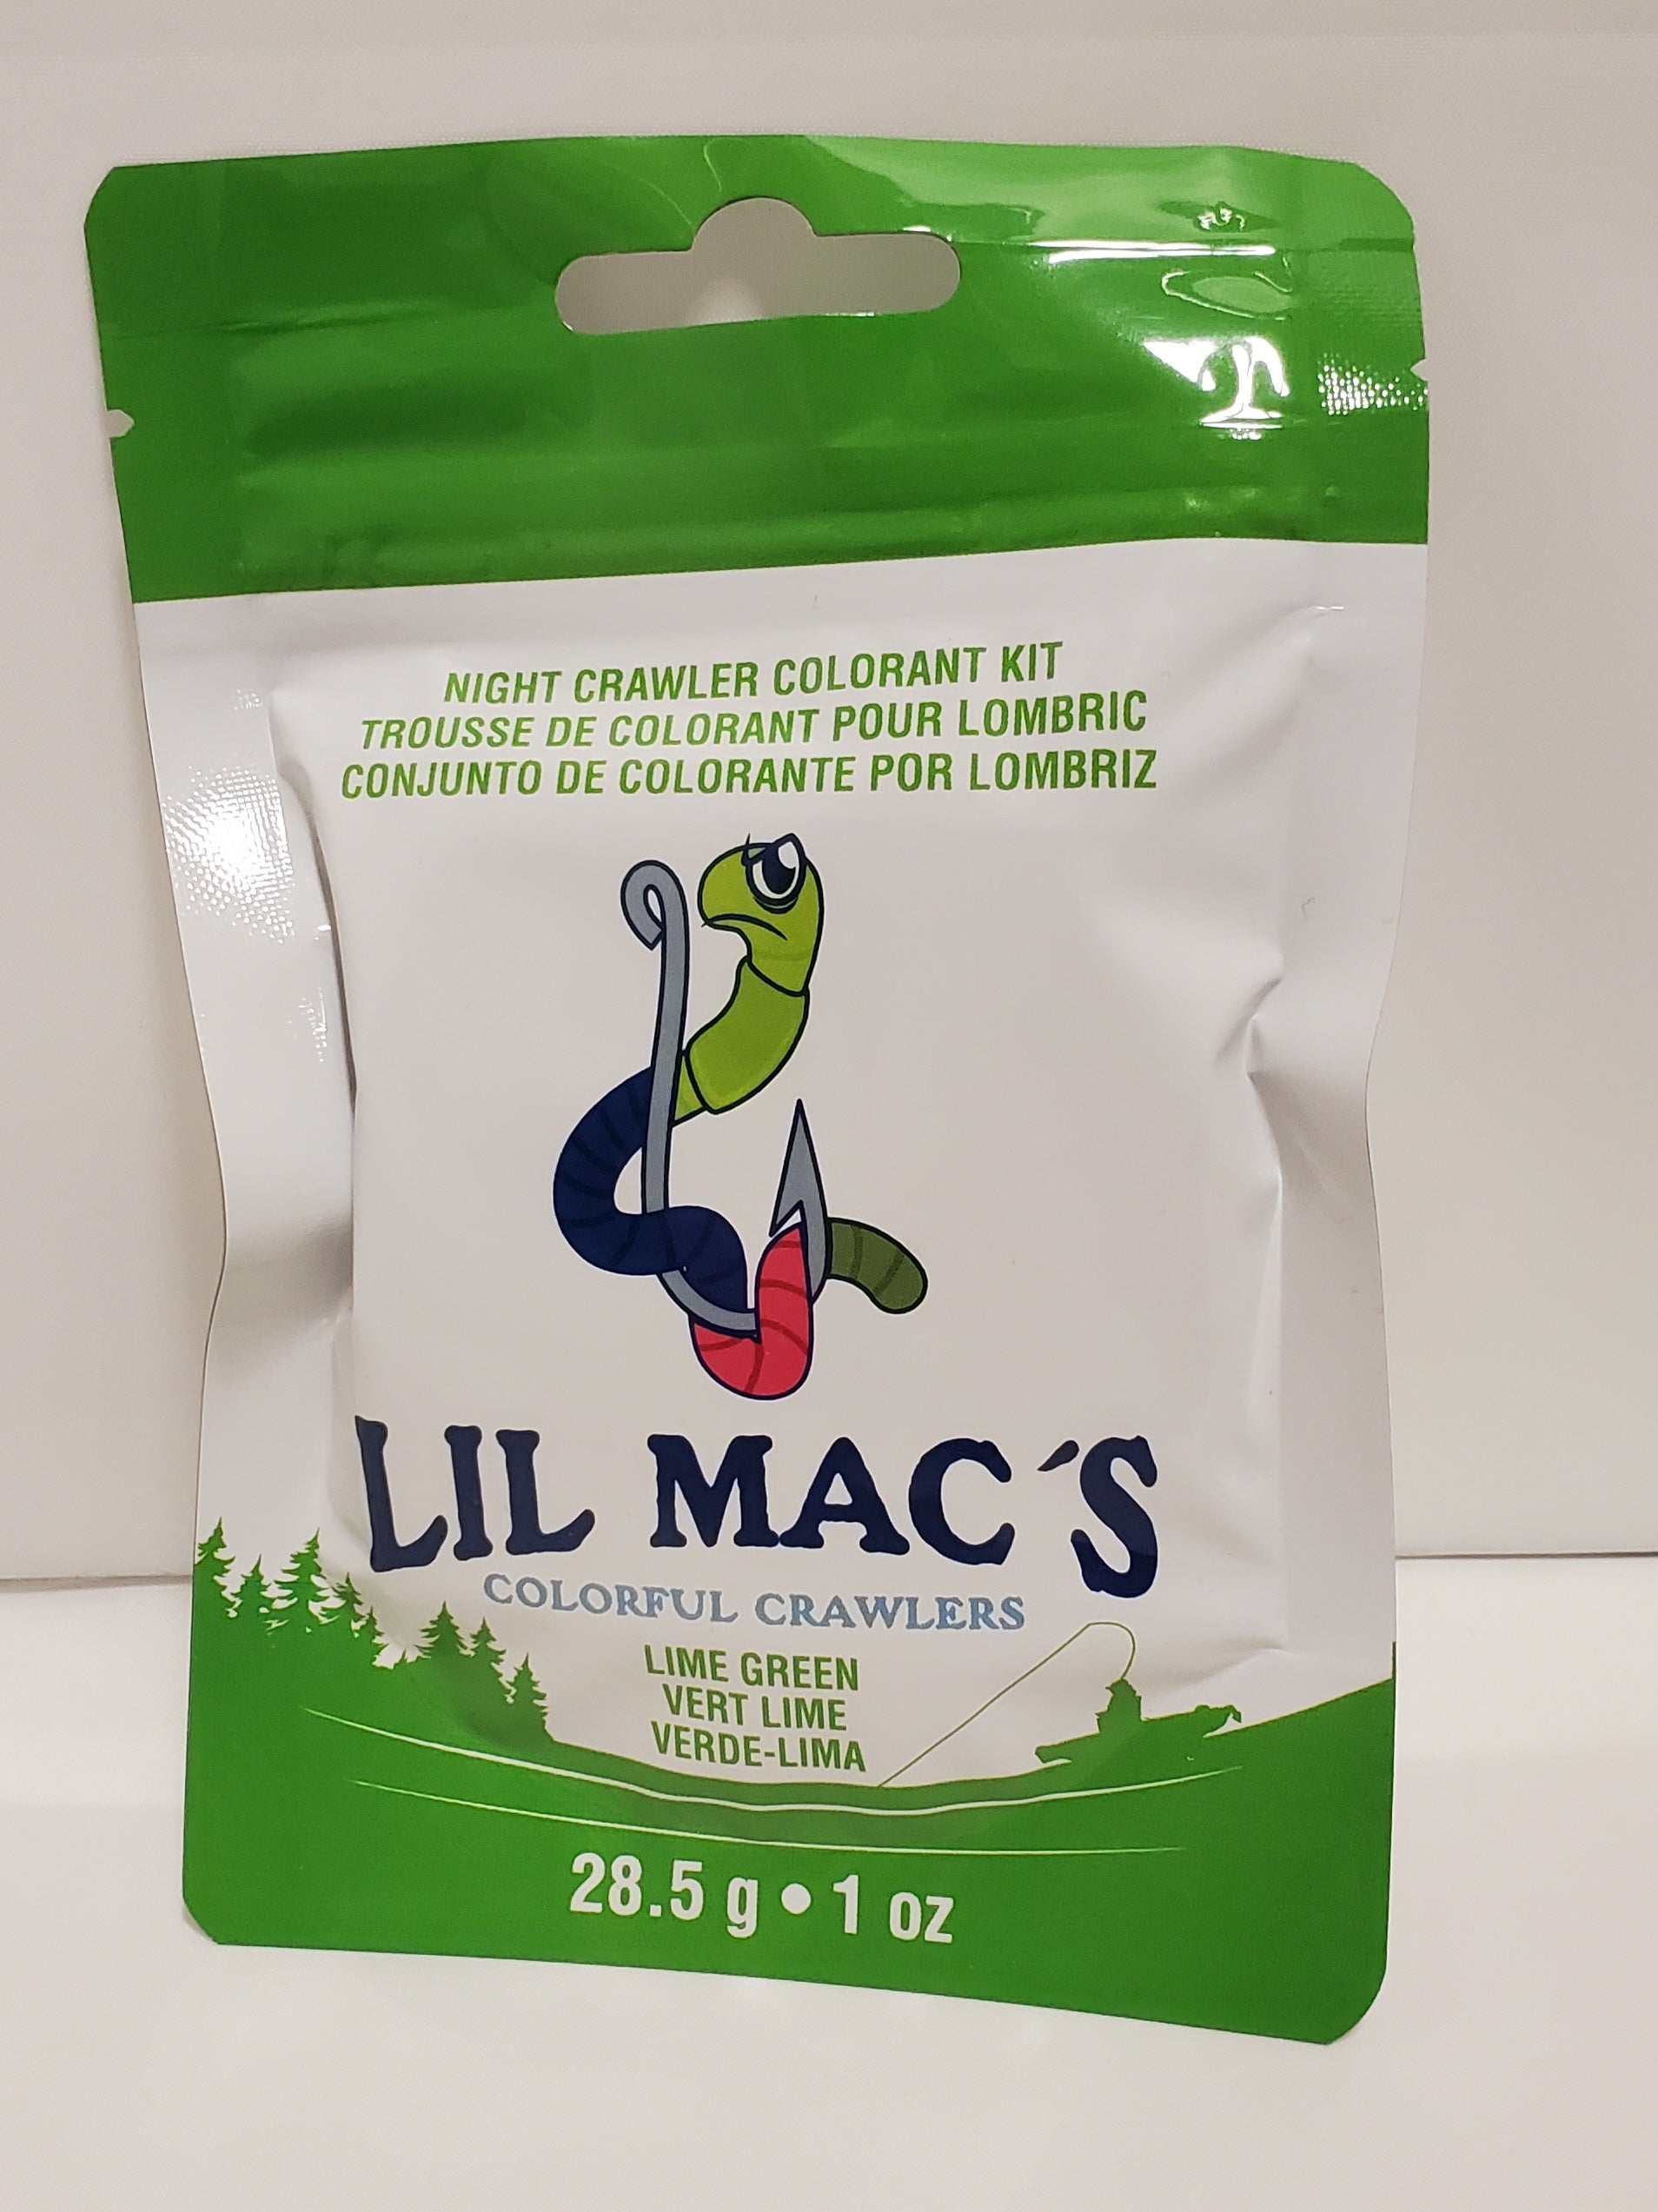 NIGHT CRAWLER COLORANT KIT
TROUSSE DE COLORANT POUR LOMBRIC
CONJUNTO DE COLORANTE POR LOMBRIZ
LIL MAC´S
COLORFUL CRAWLERS
LIME GREEN
VERT LIME
VERDE-LIMA
28.5 g • 1 oz